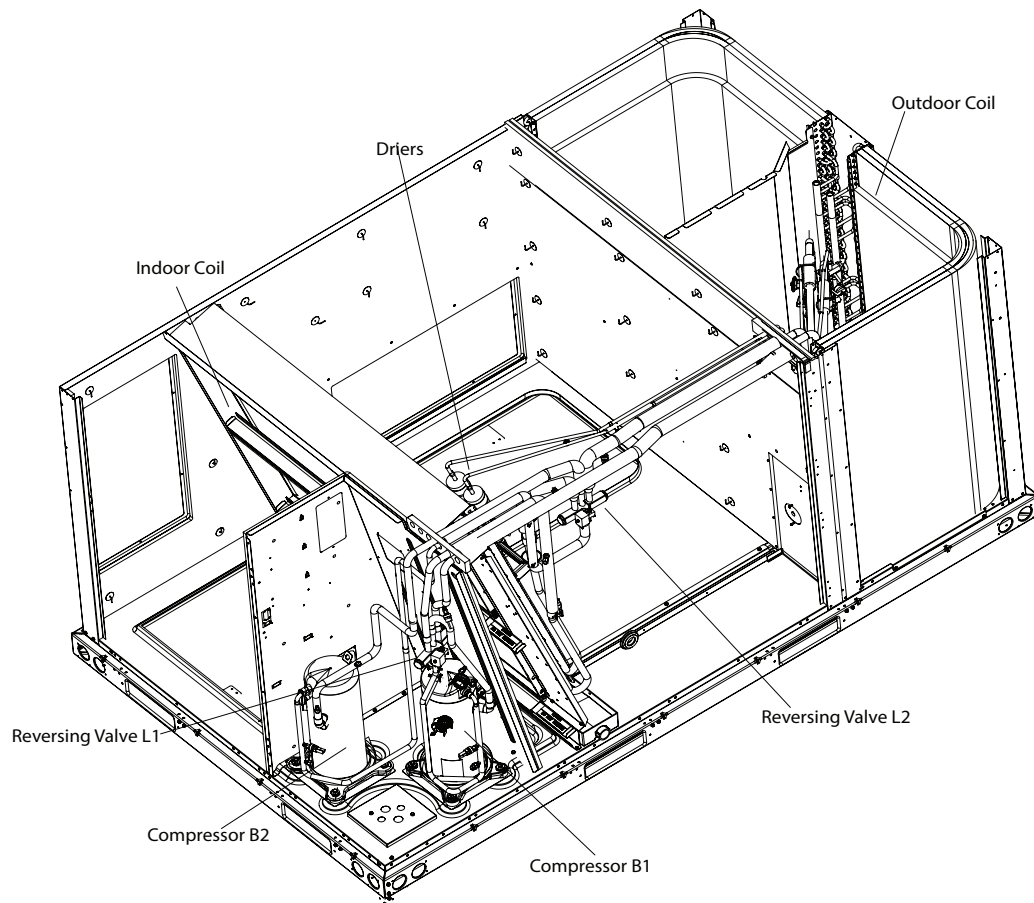 Outdoor Coil
Driers
Indoor Coil
Reversing Valve L2
Reversing Valve L1
Compressor B2
Compressor B1